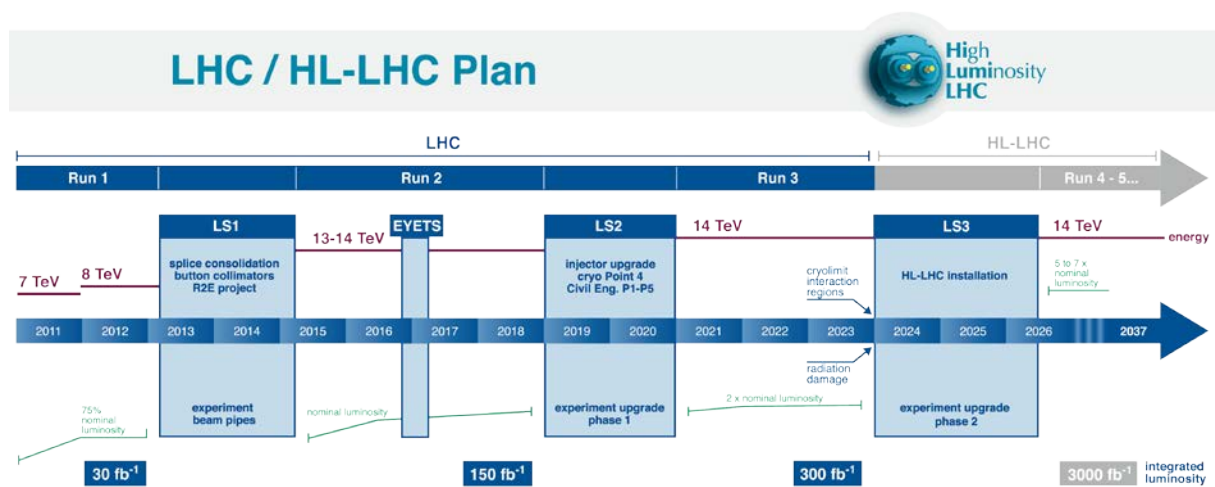 LHC / HL-LHC Plan
High
Luminosity
LHC
LHC
HL-LHC
Run 1
Run 2
Run 3
Run 4 - 5...
LS1
EYETS
LS2
LS3
13-14 TeV
14 TeV
14 TeV
energy
7 TeV
8 TeV
splice consolidation
button collimators
R2E project
injector upgrade
cryo Point 4
Civil Eng. P1-P5
cryolimit
interaction
regions
HL-LHC installation
5 to 7 x
nominal
luminosity
2011 2012 2013 2014 2015 2016 2017 2018 2019 2020 2021 2022 2023 2024 2025 2026 2037
radiation
damage
75%
nominal
luminosity
experiment
beam pipes
nominal luminosity
experiment upgrade
phase 1
2 x nominal luminosity
experiment upgrade
phase 2
30 fb⁻¹
150 fb⁻¹
300 fb⁻¹
3000 fb⁻¹
integrated
luminosity